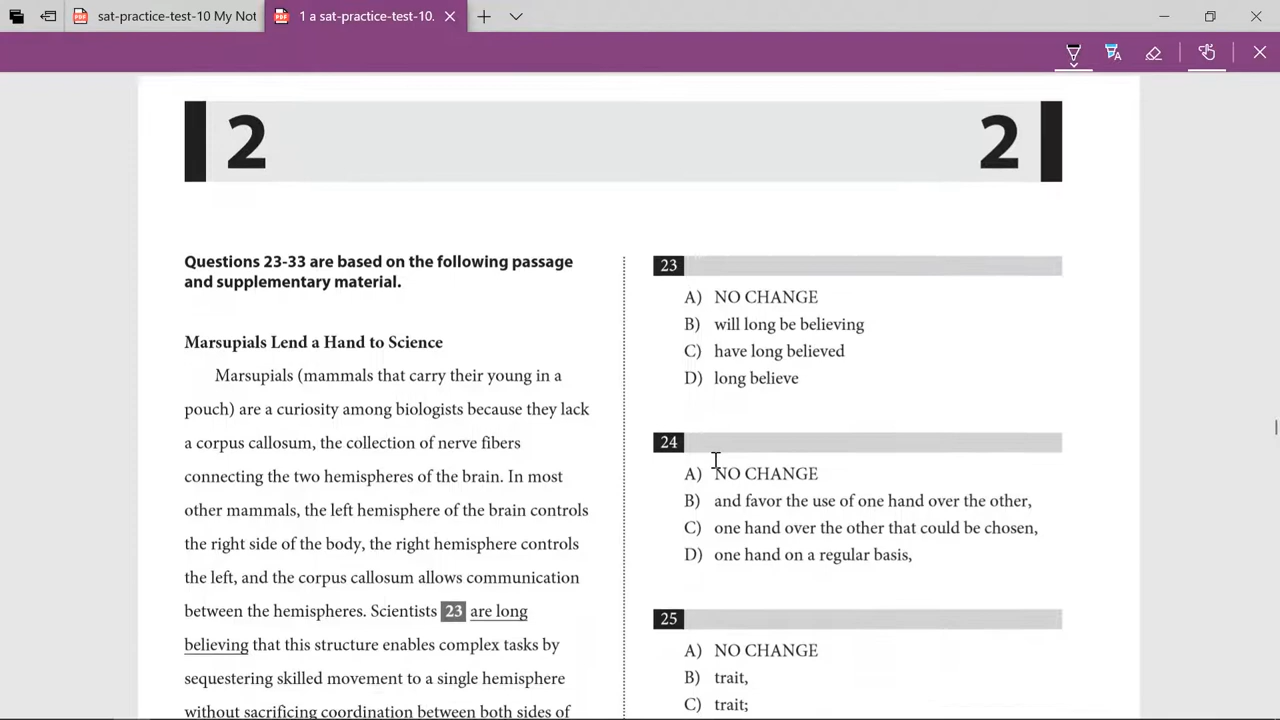 sat-practice-test-10 My Not
1 a sat-practice-test-10.
2
2
Questions 23-33 are based on the following passage
and supplementary material.
Marsupials Lend a Hand to Science
Marsupials (mammals that carry their young in a
pouch) are a curiosity among biologists because they lack
a corpus callosum, the collection of nerve fibers
connecting the two hemispheres of the brain. In most
other mammals, the left hemisphere of the brain controls
the right side of the body, the right hemisphere controls
the left, and the corpus callosum allows communication
between the hemispheres. Scientists 23 are long
believing that this structure enables complex tasks by
sequestering skilled movement to a single hemisphere
without sacrificing coordination between both sides of
23
A) NO CHANGE
B) will long be believing
C) have long believed
D) long believe
24
A) NO CHANGE
B) and favor the use of one hand over the other,
C) one hand over the other that could be chosen,
D) one hand on a regular basis,
25
A) NO CHANGE
B) trait,
C) trait;